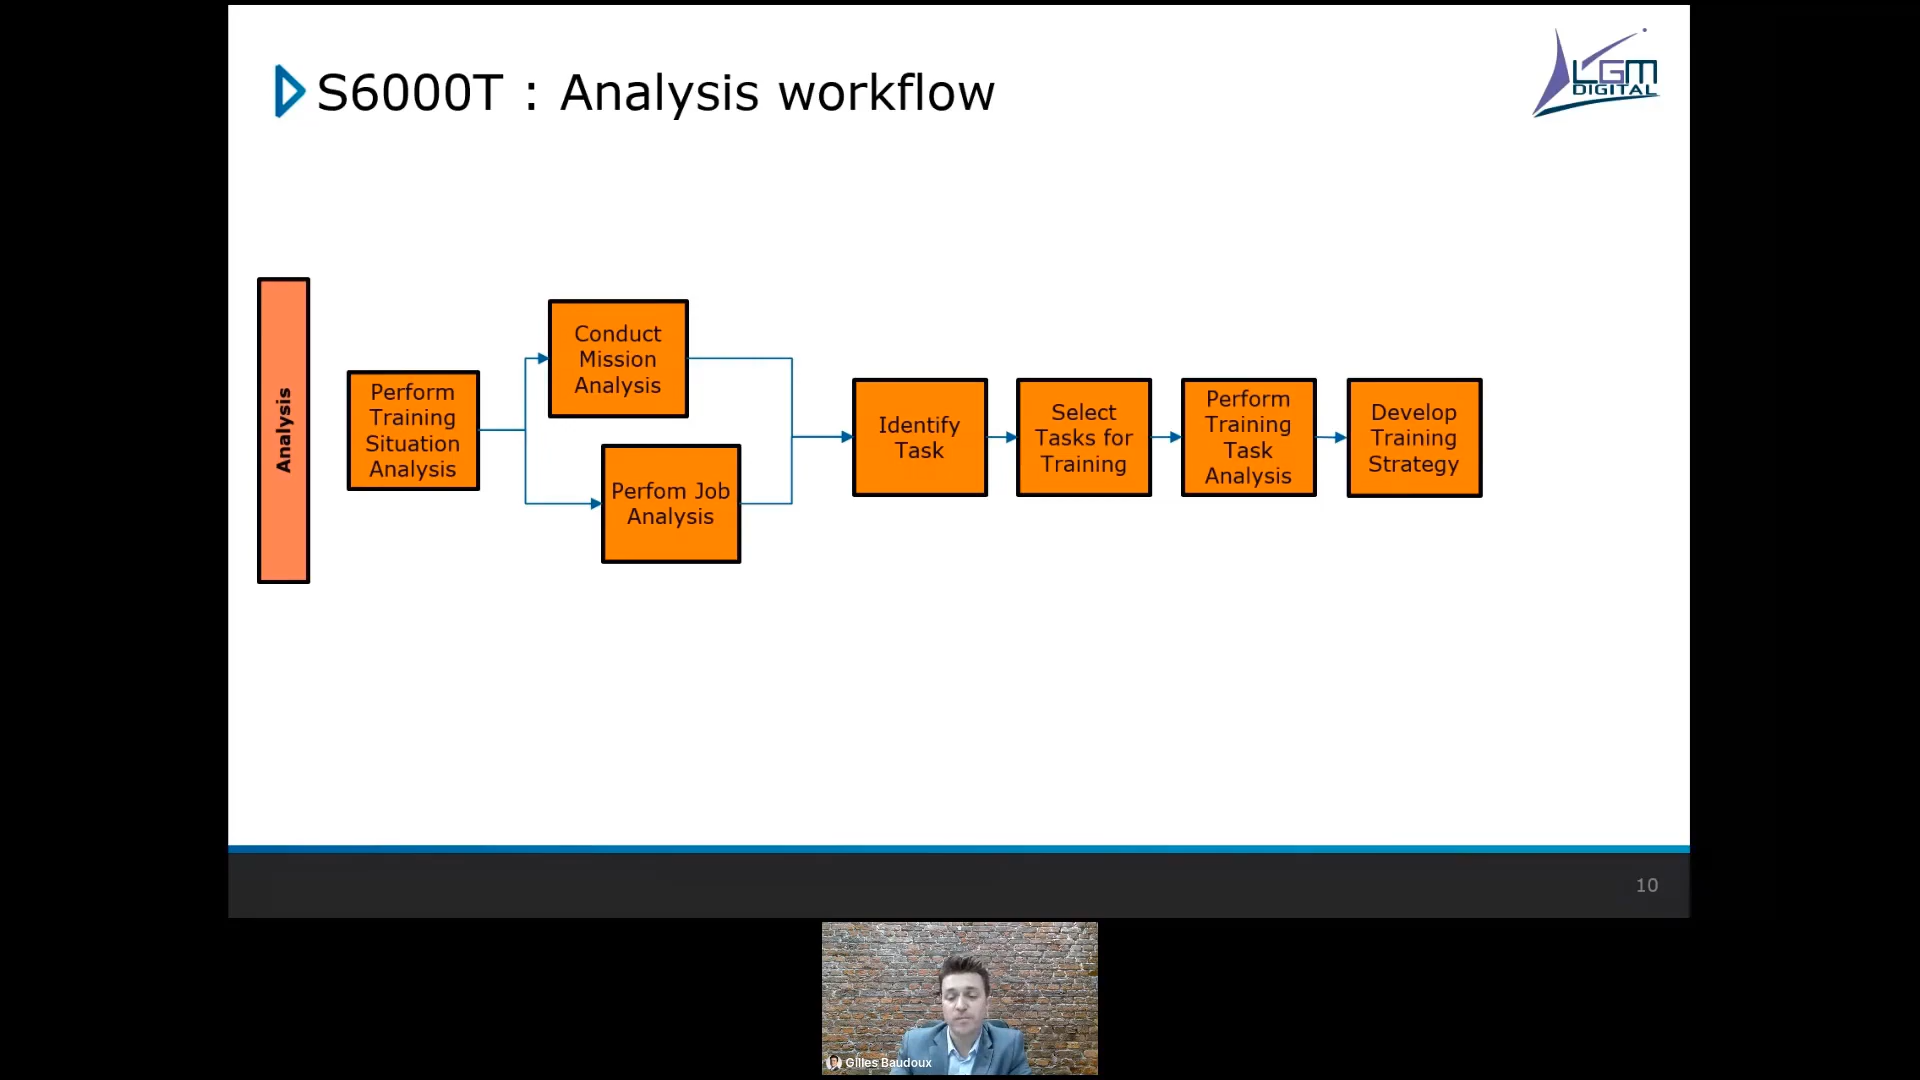 S6000T : Analysis workflow
LGM
DIGITAL
Analysis
Perform
Training
Situation
Analysis
Conduct
Mission
Analysis
Perfom Job
Analysis
Identify
Task
Select
Tasks for
Training
Perform
Training
Task
Analysis
Develop
Training
Strategy
10
Gilles Baudoux